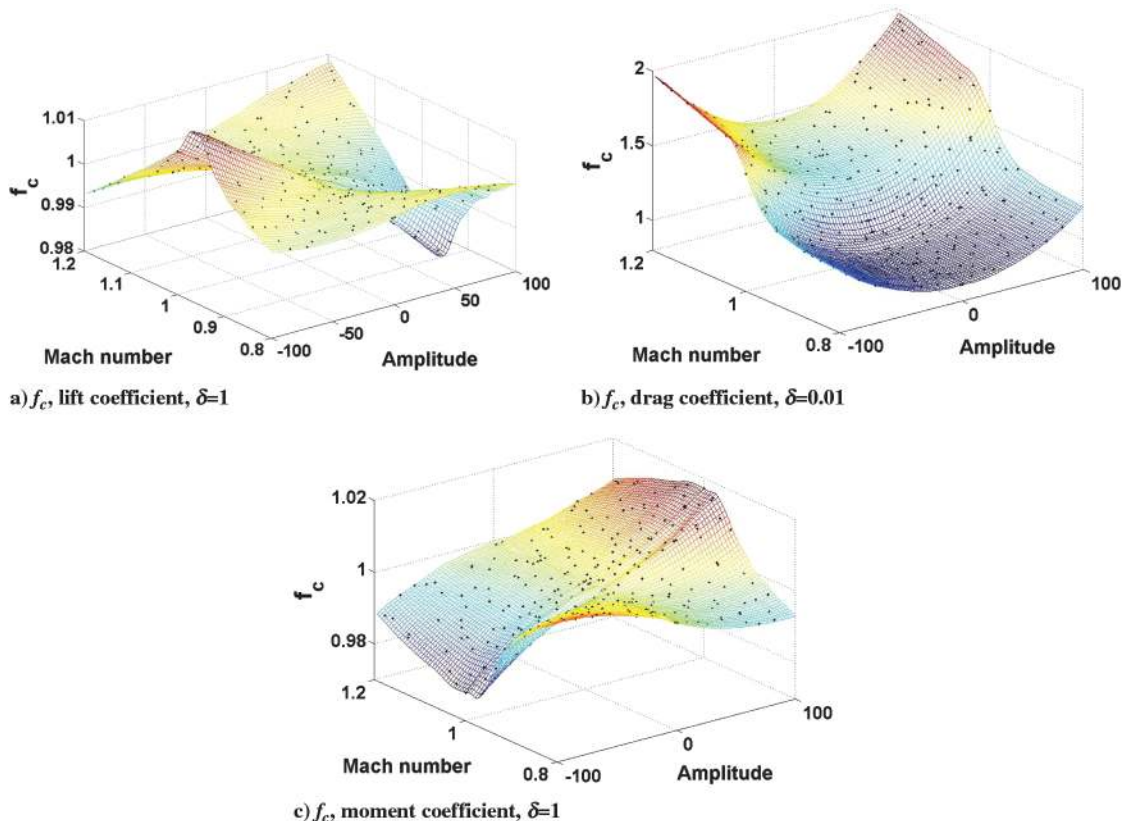 1.01
1
0.99
0.98
f_c
1.2
1.1
1
0.9
0.8
Mach number
-100
-50
0
50
100
Amplitude
a) f_c, lift coefficient, δ=1
2
1.5
1
f_c
1.2
1
0.8
Mach number
-100
0
100
Amplitude
b) f_c, drag coefficient, δ=0.01
1.02
1
0.98
f_c
1.2
1
0.8
Mach number
-100
0
100
Amplitude
c) f_c, moment coefficient, δ=1